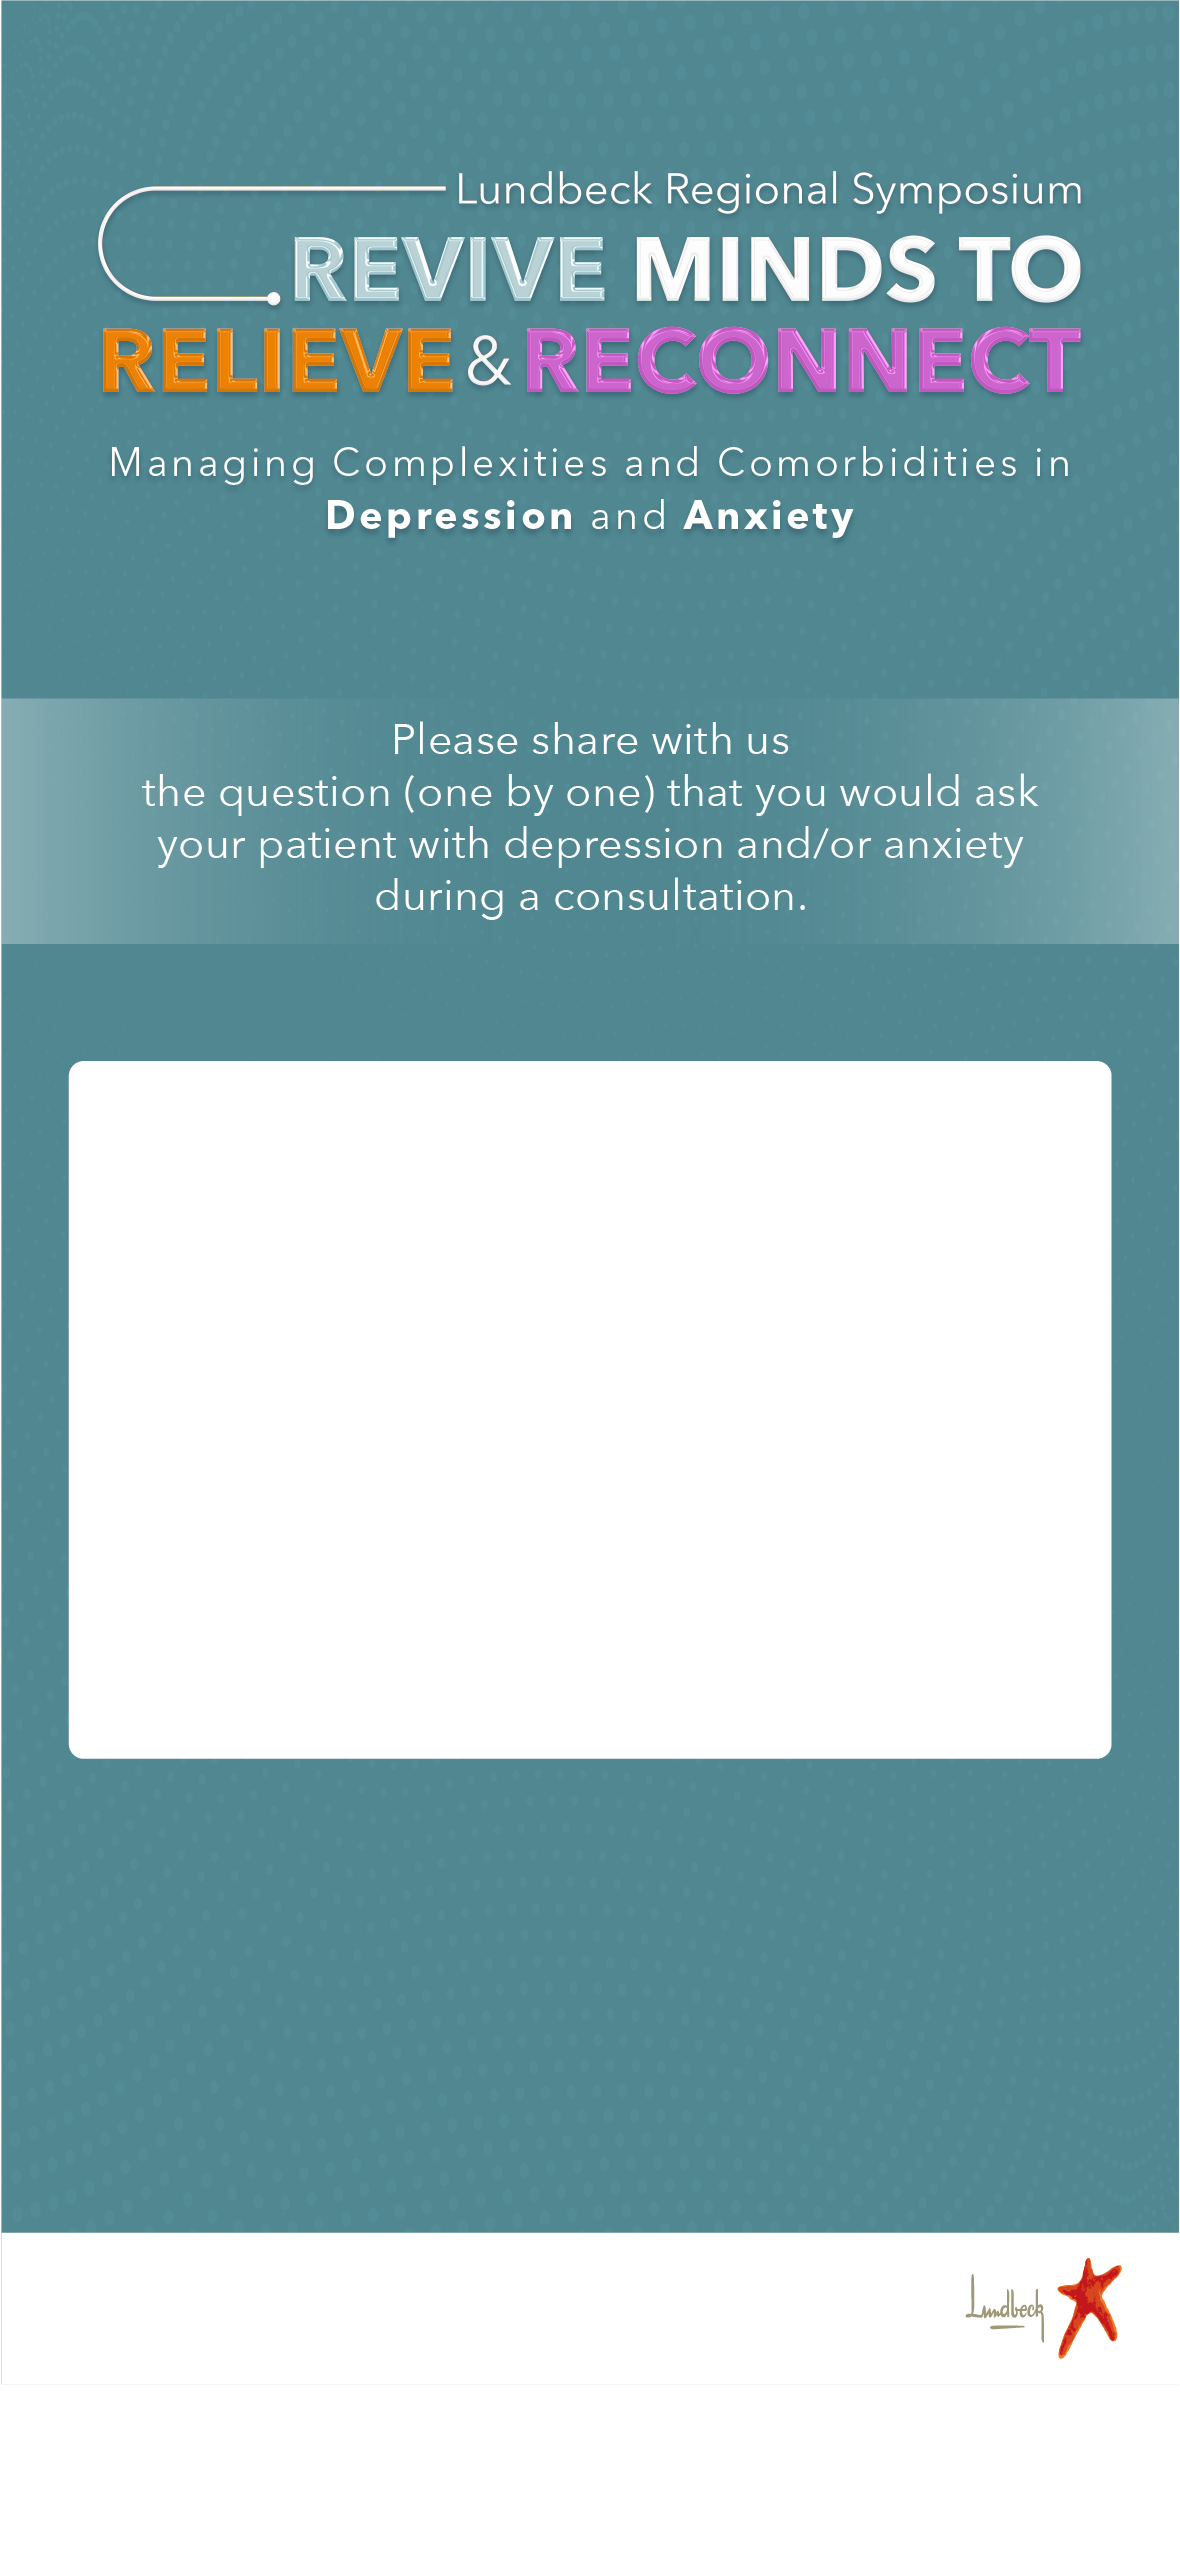 Lundbeck Regional Symposium
REVIVE MINDS TO
RELIEVE & RECONNECT
Managing Complexities and Comorbidities in
Depression and Anxiety
Please share with us
the question (one by one) that you would ask
your patient with depression and/or anxiety
during a consultation.
Lundbeck